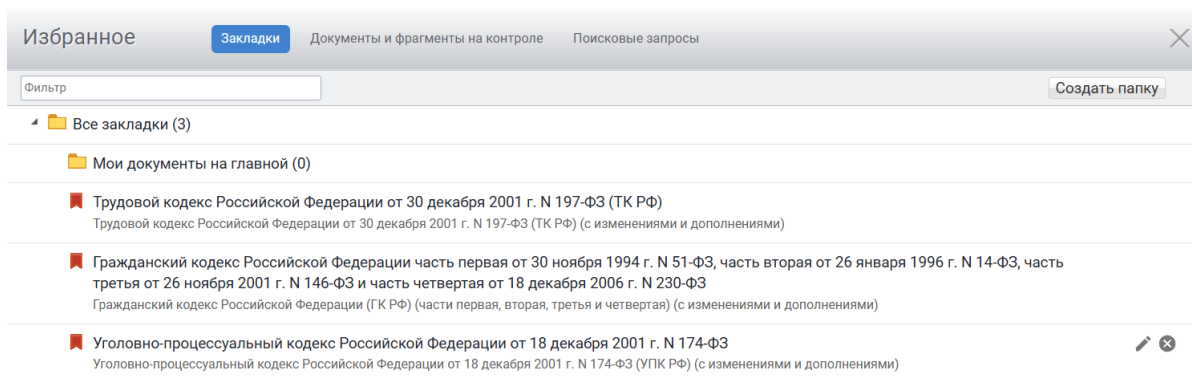 Избранное
Закладки
Документы и фрагменты на контроле
Поисковые запросы
Фильтр
Создать папку
Все закладки (3)
Мои документы на главной (0)
Трудовой кодекс Российской Федерации от 30 декабря 2001 г. N 197-ФЗ (ТК РФ)
Трудовой кодекс Российской Федерации от 30 декабря 2001 г. N 197-ФЗ (ТК РФ) (с изменениями и дополнениями)
Гражданский кодекс Российской Федерации часть первая от 30 ноября 1994 г. N 51-ФЗ, часть вторая от 26 января 1996 г. N 14-ФЗ, часть
третья от 26 ноября 2001 г. N 146-ФЗ и часть четвертая от 18 декабря 2006 г. N 230-ФЗ
Гражданский кодекс Российской Федерации (ГК РФ) (части первая, вторая, третья и четвертая) (с изменениями и дополнениями)
Уголовно-процессуальный кодекс Российской Федерации от 18 декабря 2001 г. N 174-ФЗ
Уголовно-процессуальный кодекс Российской Федерации от 18 декабря 2001 г. N 174-ФЗ (УПК РФ) (с изменениями и дополнениями)